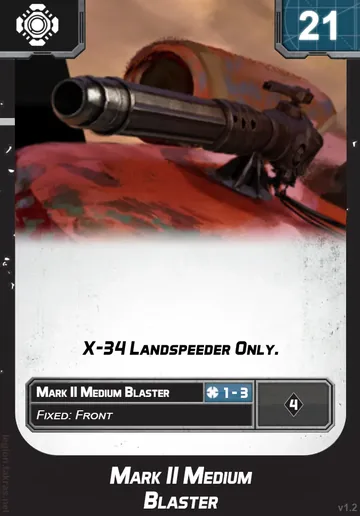 21
X-34 Landspeeder Only.
Mark II Medium Blaster 1 - 3
Fixed: Front
4
Mark II Medium
Blaster
v1.2